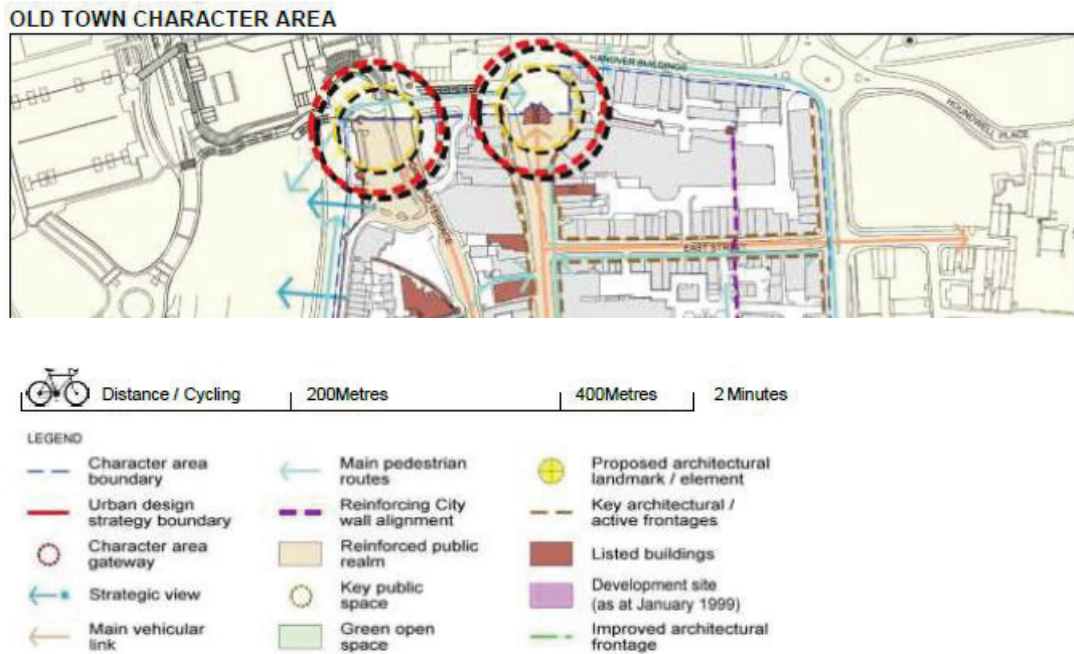 OLD TOWN CHARACTER AREA
HANOVER BUILDINGS
HOUNDWELL PLACE
EAST STREET
Distance / Cycling
200Metres
400Metres
2 Minutes
LEGEND
Character area
boundary
Urban design
strategy boundary
Character area
gateway
Strategic view
Main vehicular
link
Main pedestrian
routes
Reinforcing City
wall alignment
Reinforced public
realm
Key public
space
Green open
space
Proposed architectural
landmark / element
Key architectural /
active frontages
Listed buildings
Development site
(as at January 1999)
Improved architectural
frontage